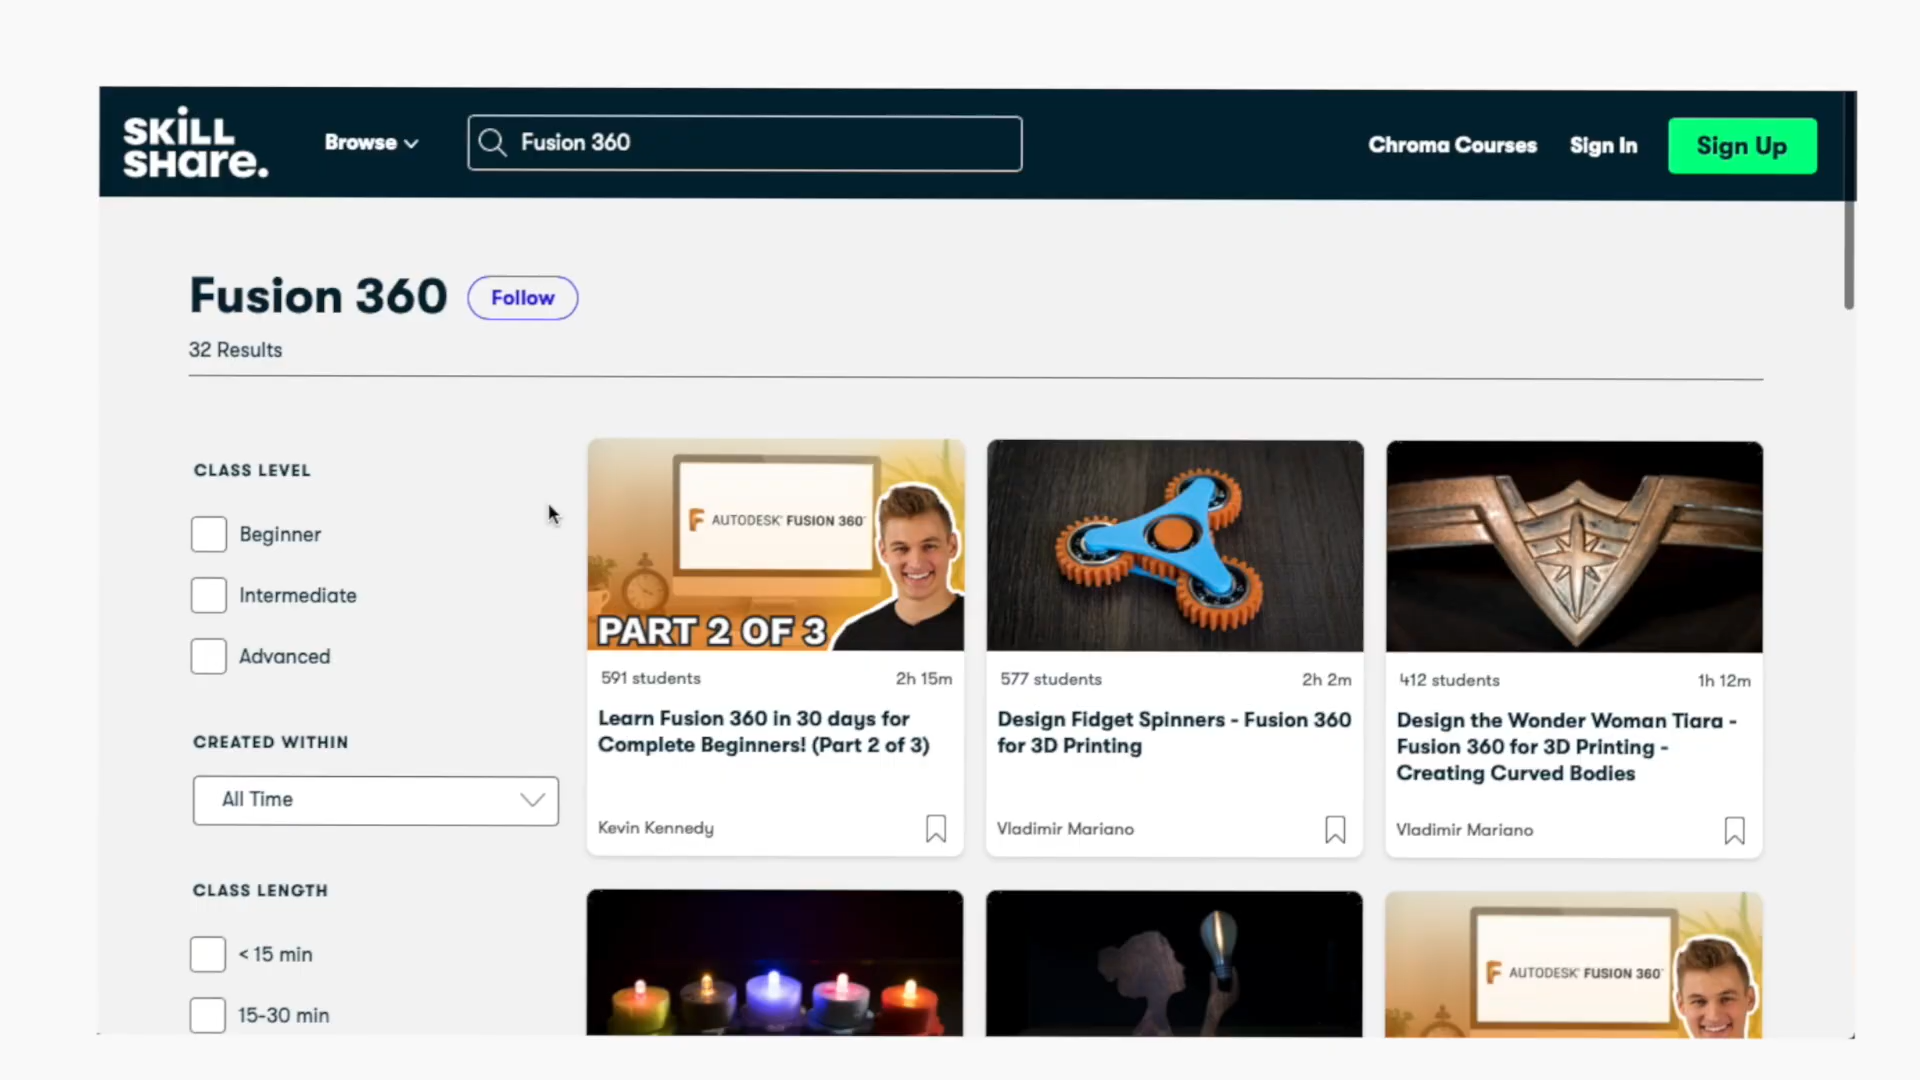 SKILL
SHare.
Browse
Fusion 360
Chroma Courses
Sign In
Sign Up
Fusion 360
Follow
32 Results
CLASS LEVEL
Beginner
Intermediate
Advanced
CREATED WITHIN
All Time
CLASS LENGTH
< 15 min
15-30 min
AUTODESK® FUSION 360™
PART 2 OF 3
591 students
2h 15m
Learn Fusion 360 in 30 days for
Complete Beginners! (Part 2 of 3)
Kevin Kennedy
577 students
2h 2m
Design Fidget Spinners - Fusion 360
for 3D Printing
Vladimir Mariano
412 students
1h 12m
Design the Wonder Woman Tiara -
Fusion 360 for 3D Printing -
Creating Curved Bodies
Vladimir Mariano
AUTODESK® FUSION 360™